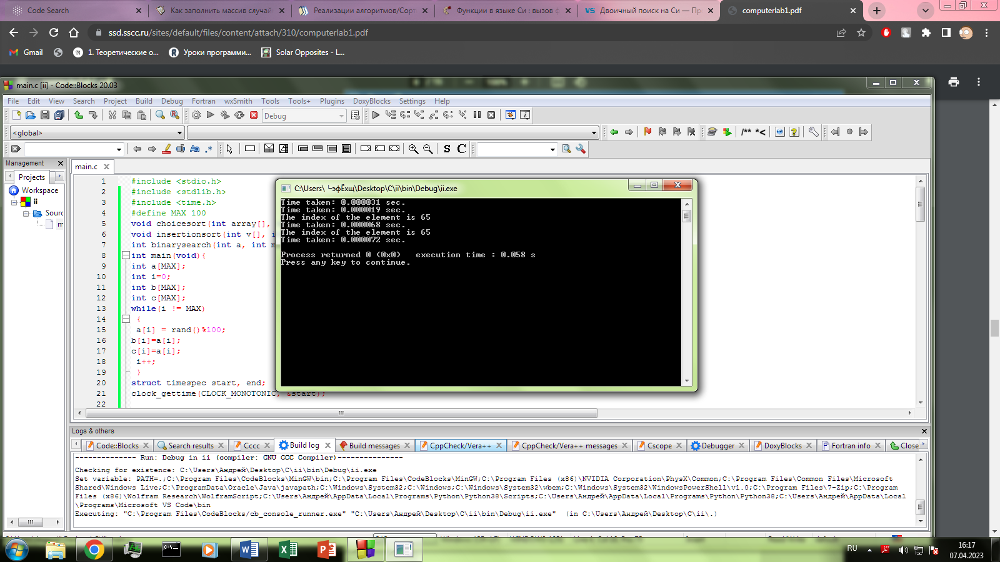 Code Search
Как заполнить массив случай
Реализации алгоритмов/Сорт
Функции в языке Си : вызов ф
Двоичный поиск на Си — Пр
computerlab1.pdf
ssd.sscc.ru/sites/default/files/content/attach/310/computerlab1.pdf
Gmail
1. Теоретические о...
Уроки программи...
Solar Opposites - L...
main.c [ii] - Code::Blocks 20.03
File Edit View Search Project Build Debug Fortran wxSmith Tools Tools+ Plugins DoxyBlocks Settings Help
Debug
<global>
/** *<
Aa .*
S C
Management
main.c
Projects
Workspace
ii
Sourc
m
1 #include <stdio.h>
2 #include <stdlib.h>
3 #include <time.h>
4 #define MAX 100
5 void choicesort(int array[],
6 void insertionsort(int v[], i
7 int binarysearch(int a, int m
8 int main(void){
9 int a[MAX];
10 int i=0;
11 int b[MAX];
12 int c[MAX];
13 while(i != MAX)
14 {
15 a[i] = rand()%100;
16 b[i]=a[i];
17 c[i]=a[i];
18 i++;
19 }
20 struct timespec start, end;
21 clock_gettime(CLOCK_MONOTONIC, &start);
22
C:\Users\└эфЁхщ\Desktop\C\ii\bin\Debug\ii.exe
Time taken: 0.000031 sec.
Time taken: 0.000019 sec.
The index of the element is 65
Time taken: 0.000068 sec.
The index of the element is 65
Time taken: 0.000072 sec.
Process returned 0 (0x0)   execution time : 0.058 s
Press any key to continue.
Logs & others
Code::Blocks
Search results
Cccc
Build log
Build messages
CppCheck/Vera++
CppCheck/Vera++ messages
Cscope
Debugger
DoxyBlocks
Fortran info
Close
-------------- Run: Debug in ii (compiler: GNU GCC Compiler)---------------
Checking for existence: C:\Users\Андрей\Desktop\C\ii\bin\Debug\ii.exe
Set variable: PATH=.;C:\Program Files\CodeBlocks\MinGW\bin;C:\Program Files\CodeBlocks\MinGW;C:\Program Files (x86)\NVIDIA Corporation\PhysX\Common;C:\Program Files\Common Files\Microsoft
Shared\Windows Live;C:\ProgramData\Oracle\Java\javapath;C:\Windows\System32;C:\Windows;C:\Windows\System32\wbem;C:\Windows\System32\WindowsPowerShell\v1.0;C:\Program Files\7-Zip;C:\Program
Files (x86)\Wolfram Research\WolframScript;C:\Users\Андрей\AppData\Local\Programs\Python\Python38\Scripts;C:\Users\Андрей\AppData\Local\Programs\Python\Python38;C:\Users\Андрей\AppData\Local
\Programs\Microsoft VS Code\bin
Executing: "C:\Program Files\CodeBlocks/cb_console_runner.exe" "C:\Users\Андрей\Desktop\C\ii\bin\Debug\ii.exe"  (in C:\Users\Андрей\Desktop\C\ii\.)
RU
16:17
07.04.2023